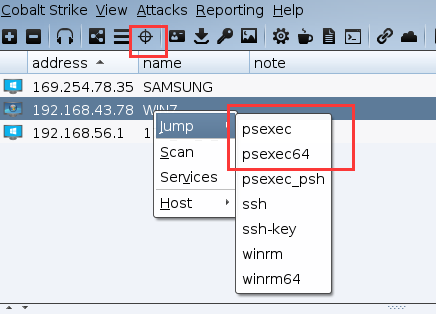 Cobalt Strike View Attacks Reporting Help
address name note
169.254.78.35 SAMSUNG
192.168.43.78 WIN7
192.168.56.1 1
Jump
Scan
Services
Host
psexec
psexec64
psexec_psh
ssh
ssh-key
winrm
winrm64